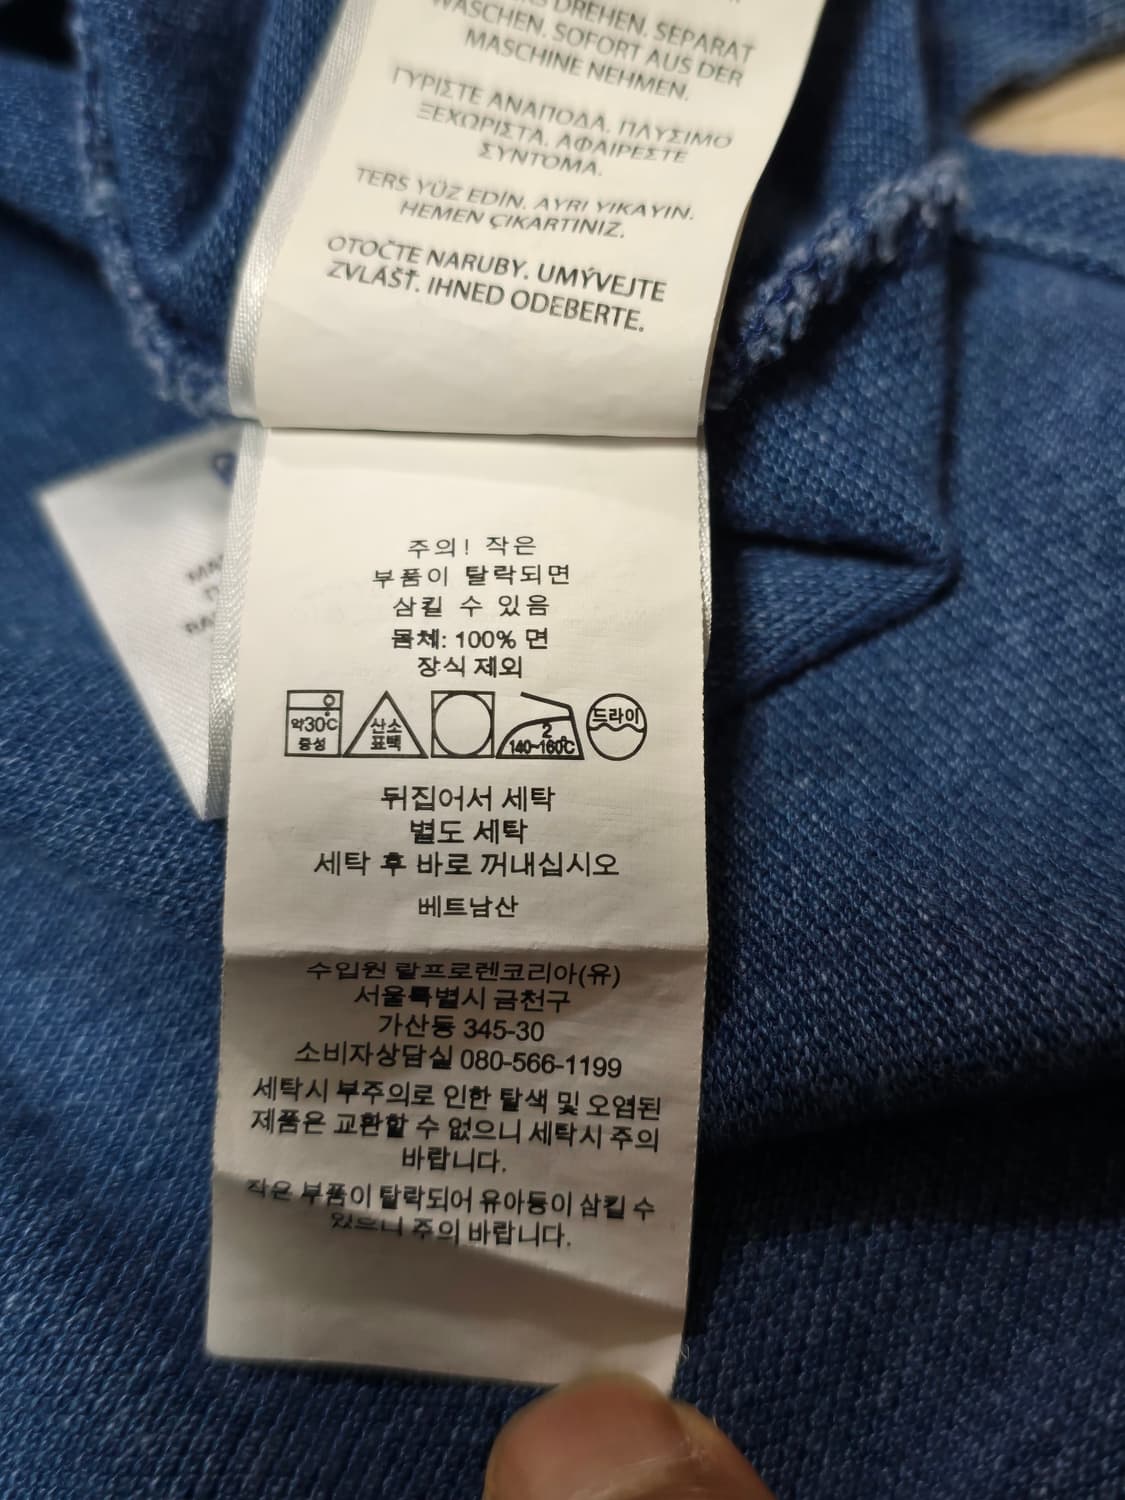 DREHEN. SEPARAT
WASCHEN. SOFORT AUS DER
MASCHINE NEHMEN.
ΓΥΡΙΣΤΕ ΑΝΑΠΟΔΑ. ΠΛΥΣΙΜΟ
ΞΕΧΩΡΙΣΤΑ. ΑΦΑΙΡΕΣΤΕ
ΣΥΝΤΟΜΑ.
TERS YÜZ EDİN. AYRI YIKAYIN.
HEMEN ÇIKARTINIZ.
OTOČTE NARUBY. UMÝVEJTE
ZVLÁŠŤ. IHNED ODEBERTE.
주의! 작은
부품이 탈락되면
삼킬 수 있음
몸체: 100% 면
장식 제외
약30℃
중성
산소
표백
2
140~160℃
드라이
뒤집어서 세탁
별도 세탁
세탁 후 바로 꺼내십시오
베트남산
수입원 랄프로렌코리아(유)
서울특별시 금천구
가산동 345-30
소비자상담실 080-566-1199
세탁시 부주의로 인한 탈색 및 오염된
제품은 교환할 수 없으니 세탁시 주의
바랍니다.
작은 부품이 탈락되어 유아등이 삼킬 수
있으니 주의 바랍니다.